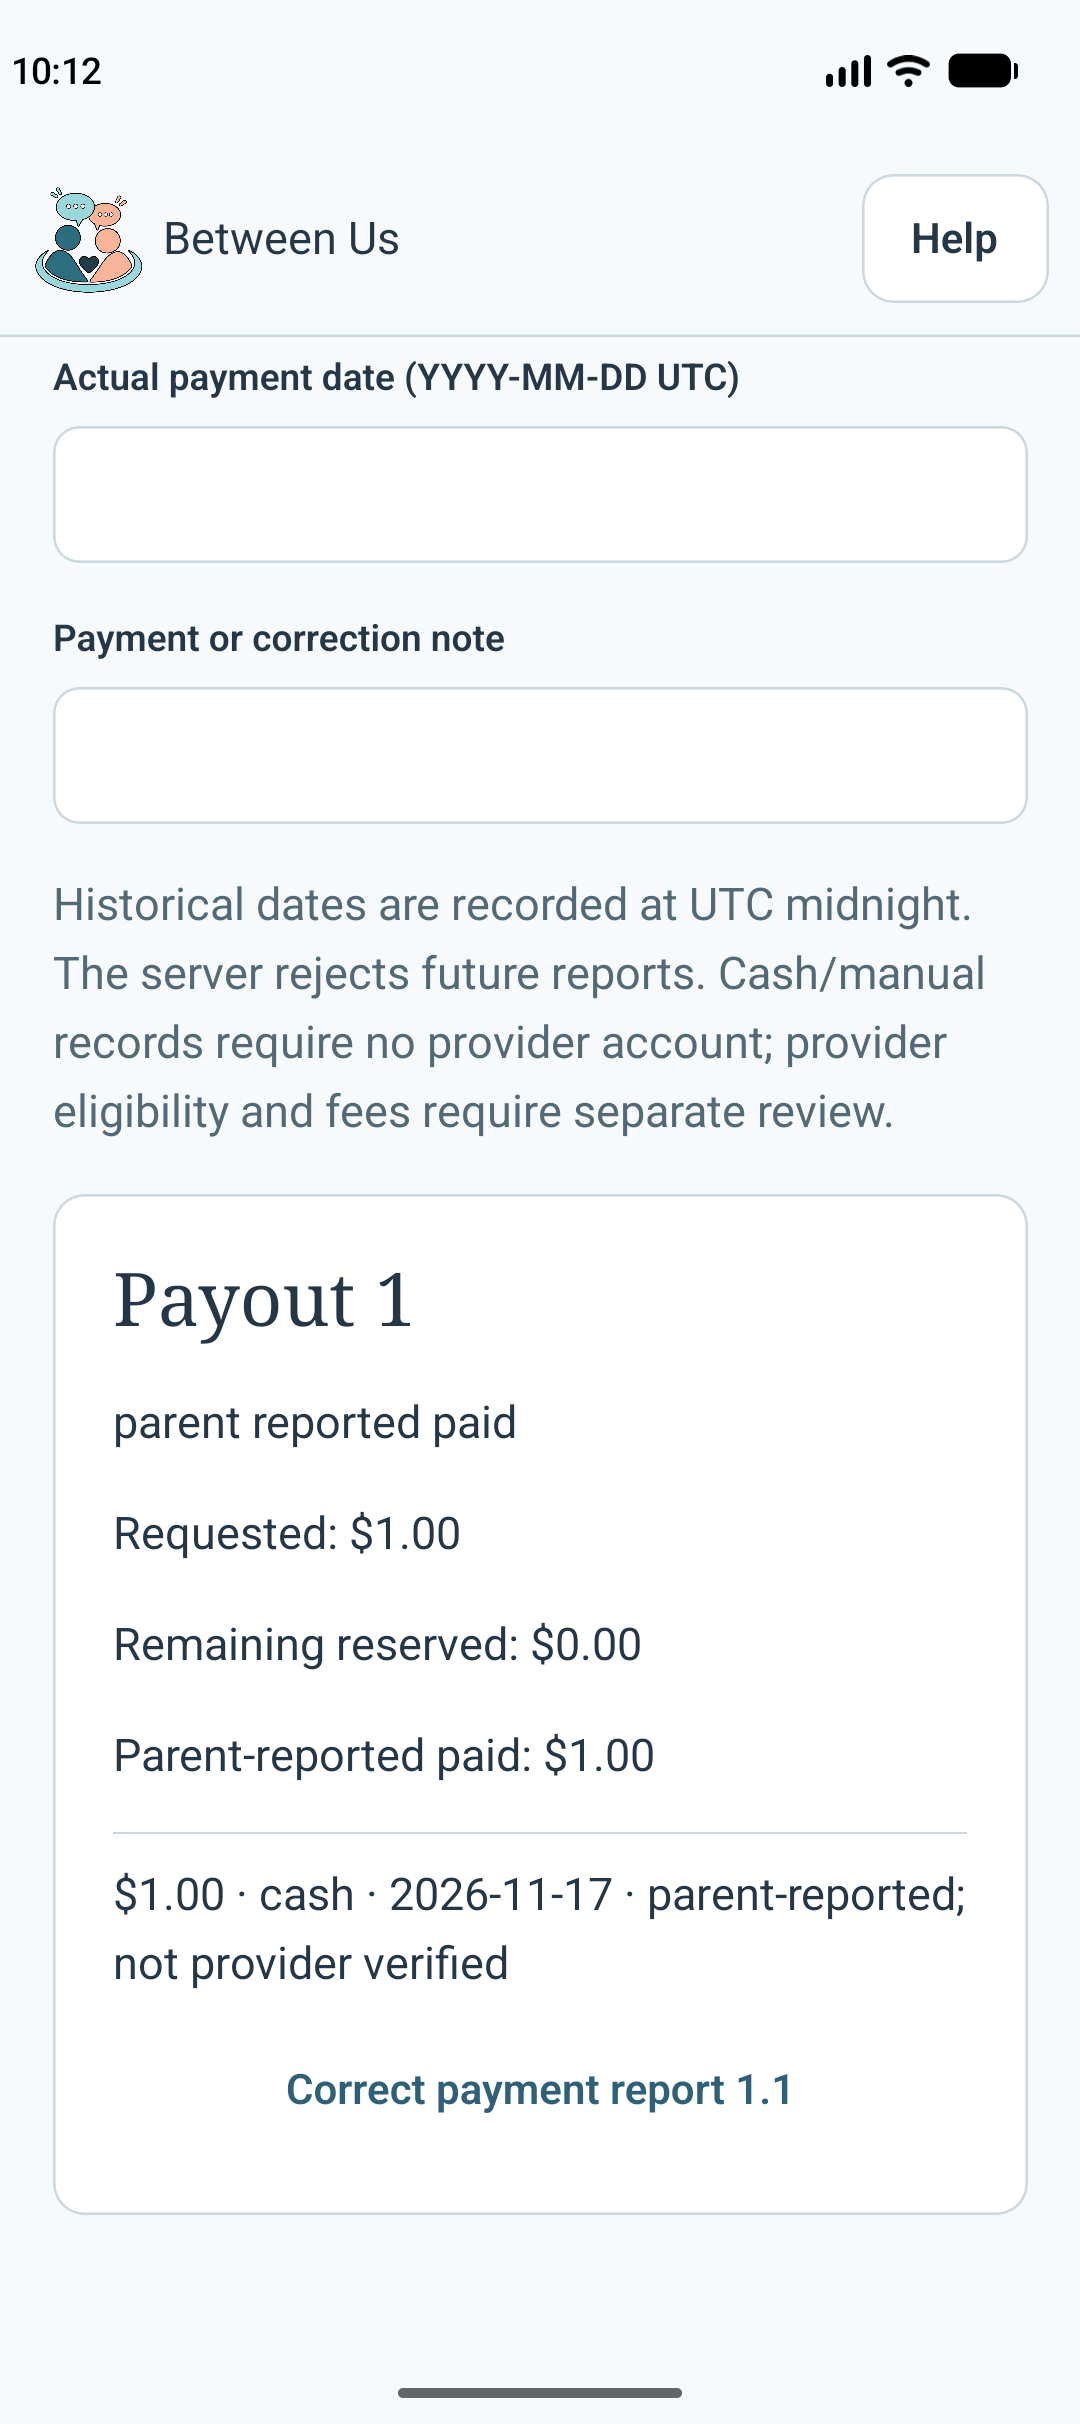 10:12
Between Us
Help
Actual payment date (YYYY-MM-DD UTC)
Payment or correction note
Historical dates are recorded at UTC midnight.
The server rejects future reports. Cash/manual
records require no provider account; provider
eligibility and fees require separate review.
Payout 1
parent reported paid
Requested: $1.00
Remaining reserved: $0.00
Parent-reported paid: $1.00
$1.00 · cash · 2026-11-17 · parent-reported;
not provider verified
Correct payment report 1.1